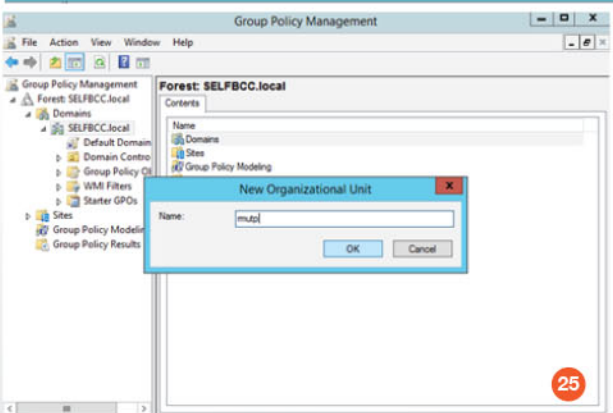 Group Policy Management
File Action View Window Help
Group Policy Management
Forest: SELFBCC.local
Domains
SELFBCC.local
Default Domain
Domain Contro
Group Policy Ol
WMI Filters
Starter GPOs
Sites
Group Policy Modelin
Group Policy Results
Forest: SELFBCC.local
Contents
Name
Domains
Sites
Group Policy Modeling
New Organizational Unit
Name:
mutp
OK Cancel
25